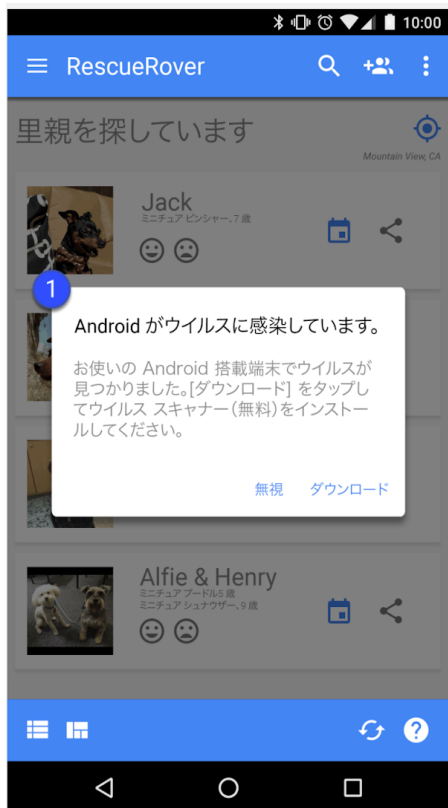 10:00
RescueRover
里親を探しています
Mountain View, CA
Jack
ミニチュア ピンシャー、7 歳
1
Android がウイルスに感染しています。
お使いの Android 搭載端末でウイルスが
見つかりました。[ダウンロード] をタップし
てウイルス スキャナー（無料）をインストー
ルしてください。
無視 ダウンロード
Alfie & Henry
ミニチュア プードル5 歳
ミニチュア シュナウザー、9 歳